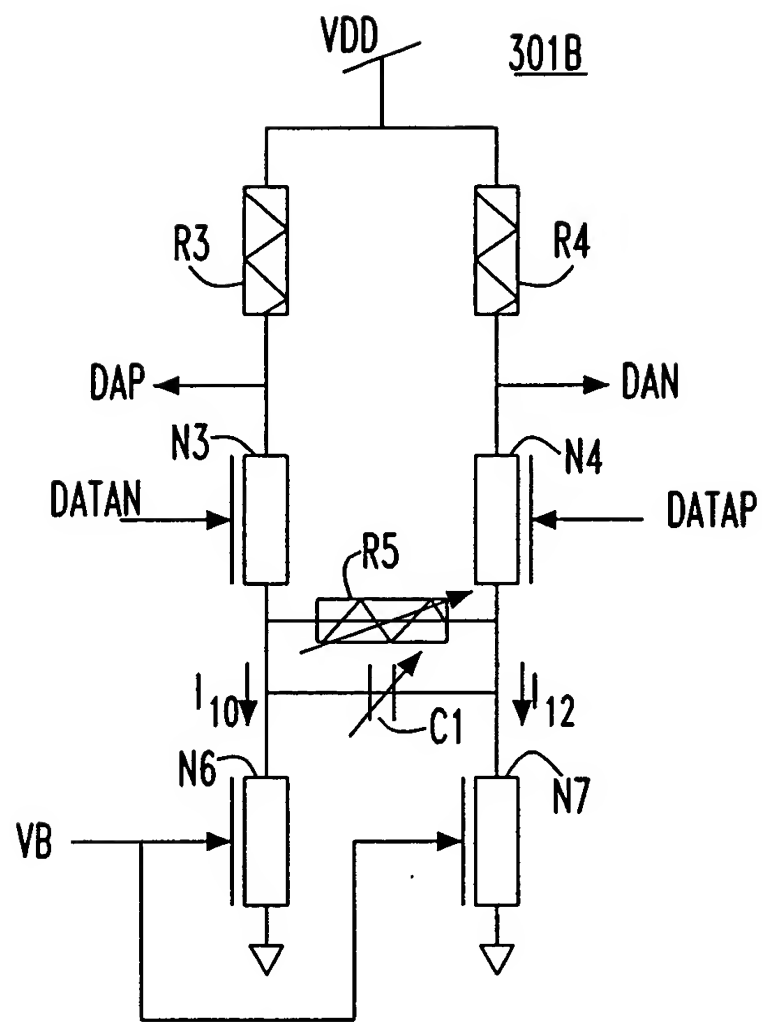 VDD
301B
R3
R4
DAP
DAN
N3
N4
DATAN
DATAP
R5
I10
I12
C1
N6
N7
VB